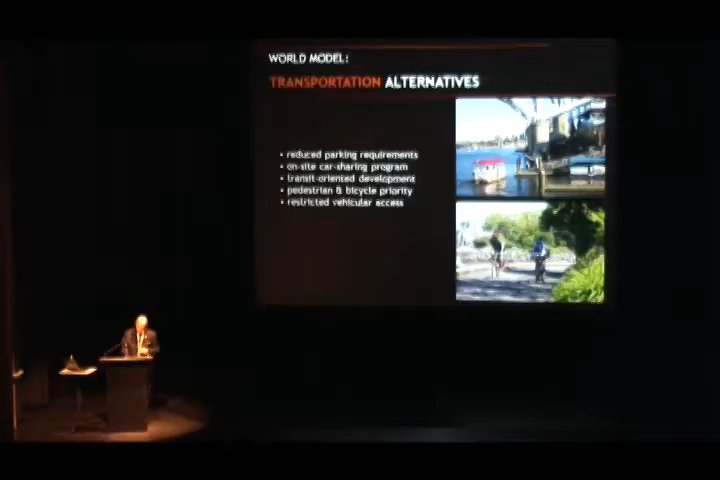 WORLD MODEL:
TRANSPORTATION ALTERNATIVES
• reduced parking requirements
• on-site car-sharing program
• transit-oriented development
• pedestrian & bicycle priority
• restricted vehicular access